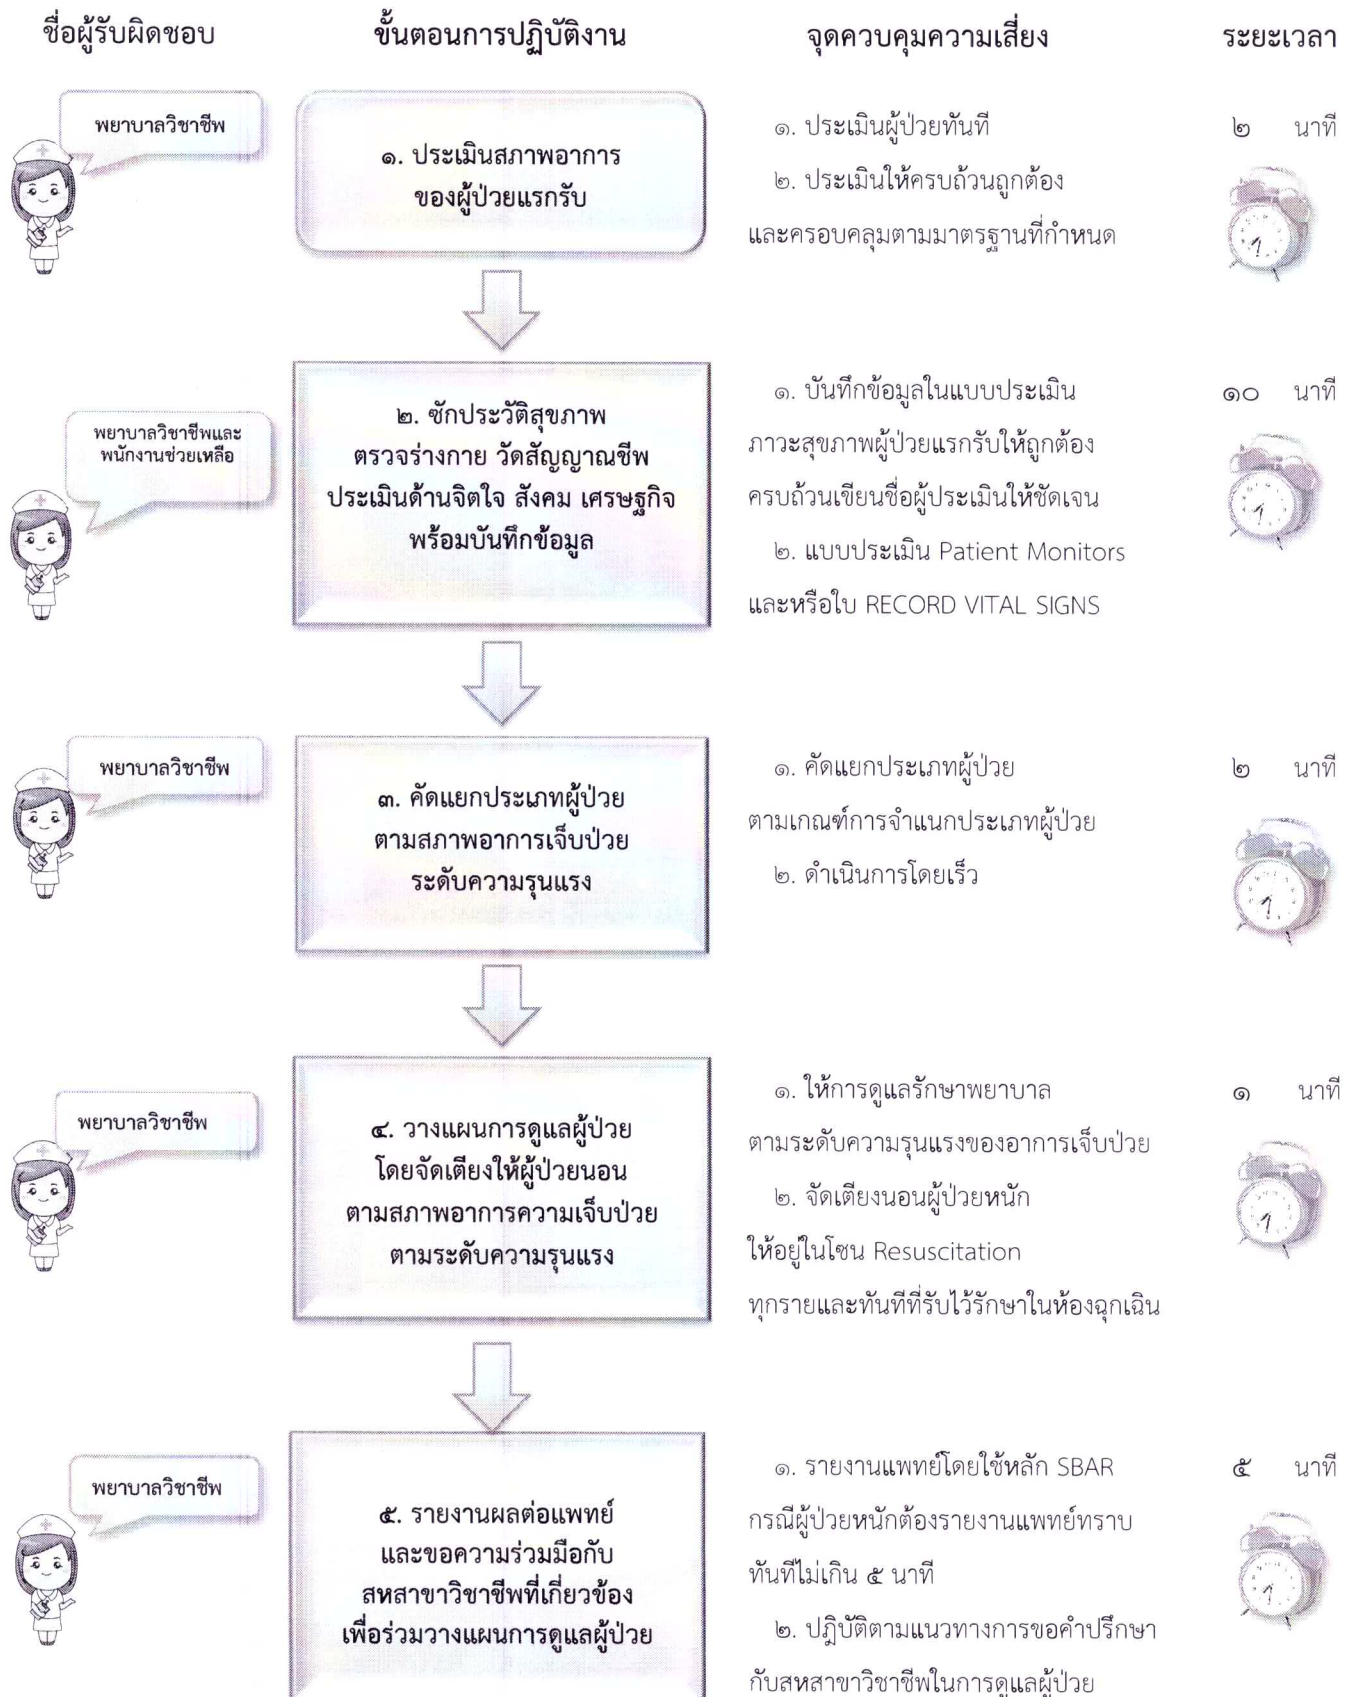 ชื่อผู้รับผิดชอบ ขั้นตอนการปฏิบัติงาน จุดควบคุมความเสี่ยง ระยะเวลา
พยาบาลวิชาชีพ
๑. ประเมินสภาพอาการ
ของผู้ป่วยแรกรับ
๑. ประเมินผู้ป่วยทันที
๒. ประเมินให้ครบถ้วนถูกต้อง
และครอบคลุมตามมาตรฐานที่กำหนด
๒ นาที
พยาบาลวิชาชีพและ
พนักงานช่วยเหลือ
๒. ซักประวัติสุขภาพ
ตรวจร่างกาย วัดสัญญาณชีพ
ประเมินด้านจิตใจ สังคม เศรษฐกิจ
พร้อมบันทึกข้อมูล
๑. บันทึกข้อมูลในแบบประเมิน
ภาวะสุขภาพผู้ป่วยแรกรับให้ถูกต้อง
ครบถ้วนเขียนชื่อผู้ประเมินให้ชัดเจน
๒. แบบประเมิน Patient Monitors
และหรือใบ RECORD VITAL SIGNS
๑๐ นาที
พยาบาลวิชาชีพ
๓. คัดแยกประเภทผู้ป่วย
ตามสภาพอาการเจ็บป่วย
ระดับความรุนแรง
๑. คัดแยกประเภทผู้ป่วย
ตามเกณฑ์การจำแนกประเภทผู้ป่วย
๒. ดำเนินการโดยเร็ว
๒ นาที
พยาบาลวิชาชีพ
๔. วางแผนการดูแลผู้ป่วย
โดยจัดเตียงให้ผู้ป่วยนอน
ตามสภาพอาการความเจ็บป่วย
ตามระดับความรุนแรง
๑. ให้การดูแลรักษาพยาบาล
ตามระดับความรุนแรงของอาการเจ็บป่วย
๒. จัดเตียงนอนผู้ป่วยหนัก
ให้อยู่ในโซน Resuscitation
ทุกรายและทันทีที่รับไว้รักษาในห้องฉุกเฉิน
๑ นาที
พยาบาลวิชาชีพ
๕. รายงานผลต่อแพทย์
และขอความร่วมมือกับ
สหสาขาวิชาชีพที่เกี่ยวข้อง
เพื่อร่วมวางแผนการดูแลผู้ป่วย
๑. รายงานแพทย์โดยใช้หลัก SBAR
กรณีผู้ป่วยหนักต้องรายงานแพทย์ทราบ
ทันทีไม่เกิน ๕ นาที
๒. ปฏิบัติตามแนวทางการขอคำปรึกษา
กับสหสาขาวิชาชีพในการดูแลผู้ป่วย
๕ นาที